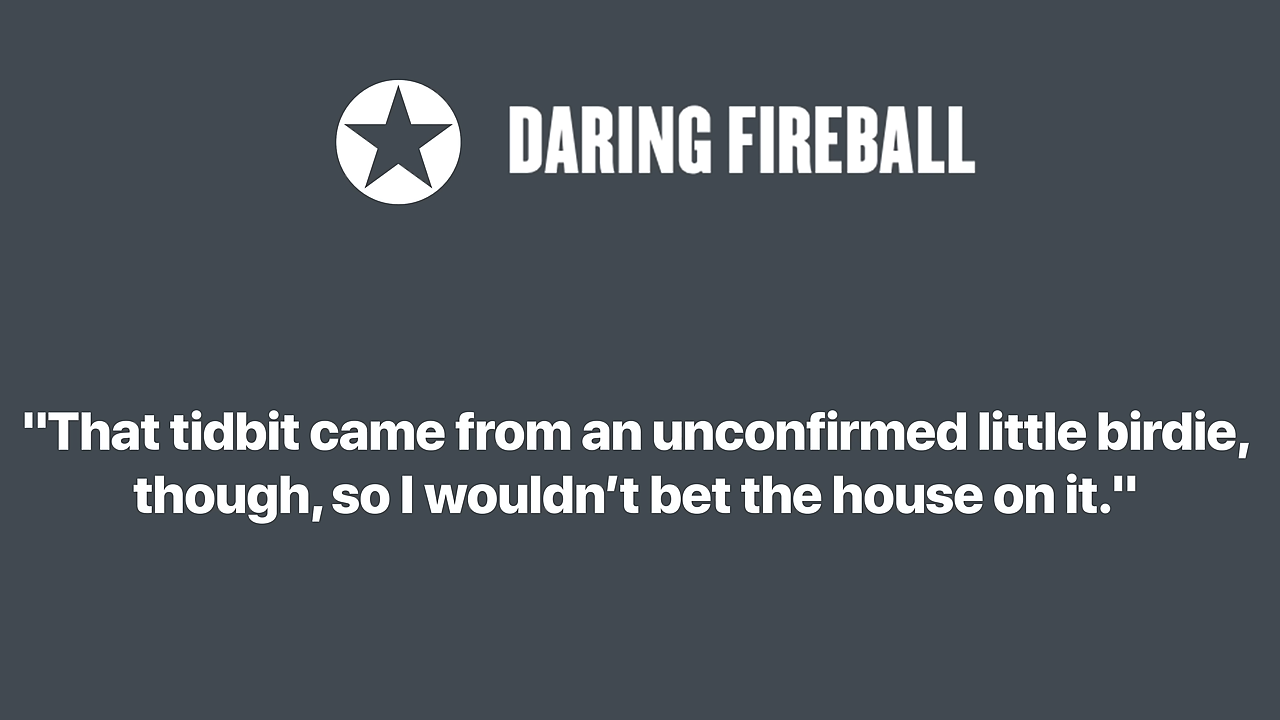 DARING FIREBALL
"That tidbit came from an unconfirmed little birdie,
though, so I wouldn’t bet the house on it."